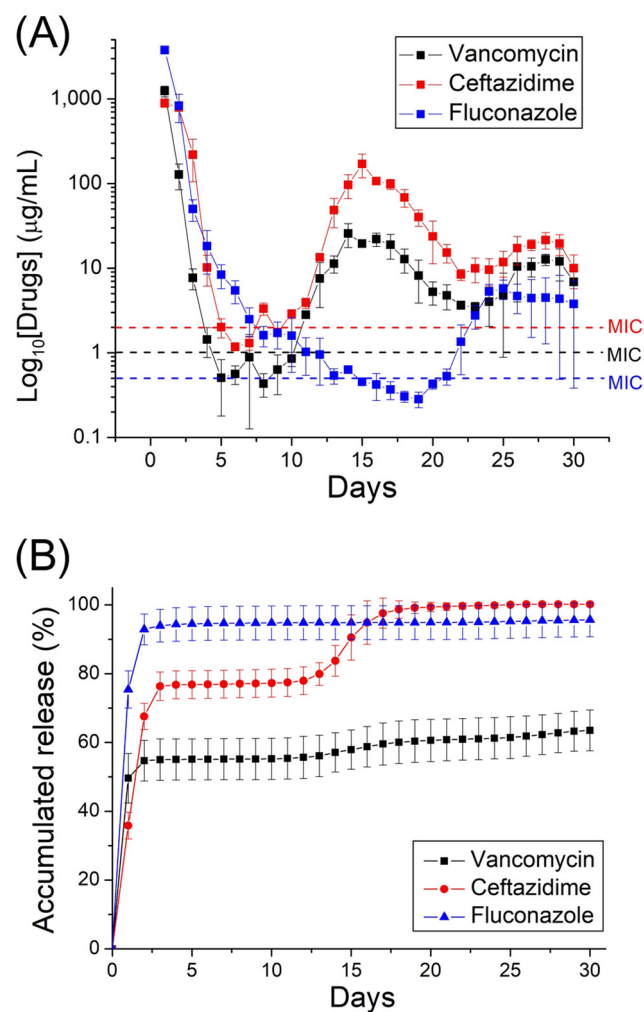 (A)
Vancomycin
Ceftazidime
Fluconazole
Log10[Drugs] (µg/mL)
1,000
100
10
1
0.1
MIC
MIC
MIC
0 5 10 15 20 25 30
Days
(B)
Accumulated release (%)
100
80
60
40
20
0
Vancomycin
Ceftazidime
Fluconazole
0 5 10 15 20 25 30
Days